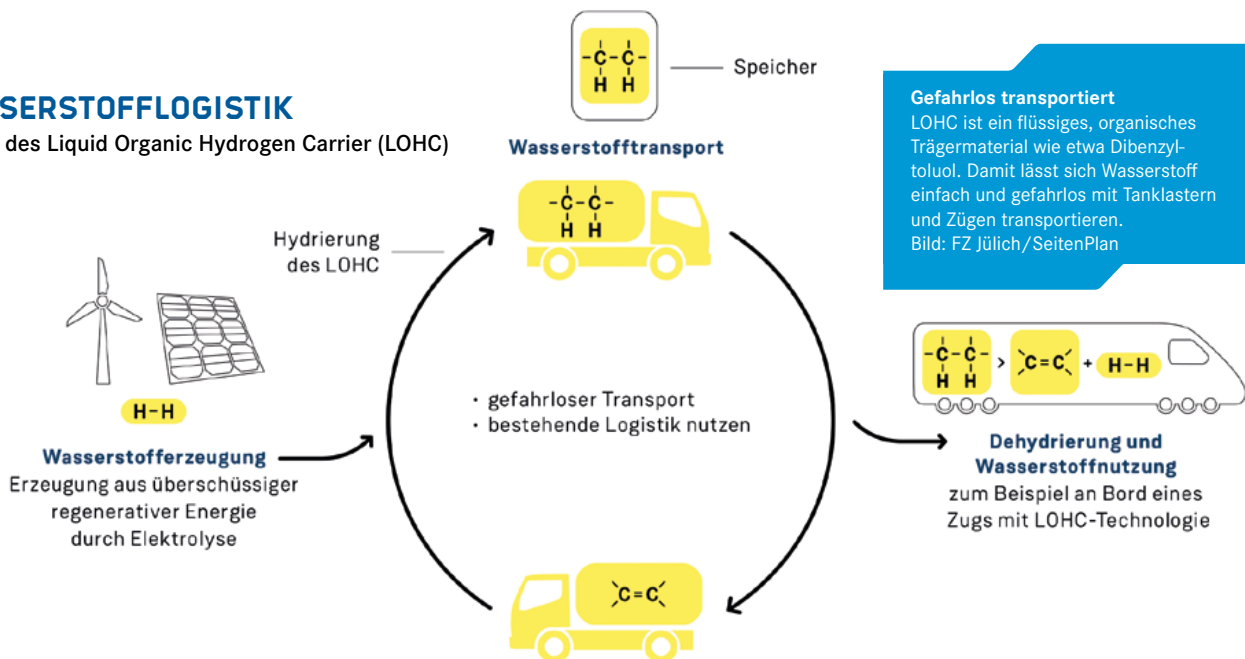 SERSTOFFLOGISTIK
des Liquid Organic Hydrogen Carrier (LOHC)
-C-C-
H H
Speicher
Wasserstofftransport
-C-C-
H H
Hydrierung
des LOHC
Gefahrlos transportiert
LOHC ist ein flüssiges, organisches
Trägermaterial wie etwa Dibenzyl-
toluol. Damit lässt sich Wasserstoff
einfach und gefahrlos mit Tanklastern
und Zügen transportieren.
Bild: FZ Jülich/SeitenPlan
H-H
Wasserstofferzeugung
Erzeugung aus überschüssiger
regenerativer Energie
durch Elektrolyse
· gefahrloser Transport
· bestehende Logistik nutzen
-C-C- > C=C + H-H
H H
Dehydrierung und
Wasserstoffnutzung
zum Beispiel an Bord eines
Zugs mit LOHC-Technologie
C=C